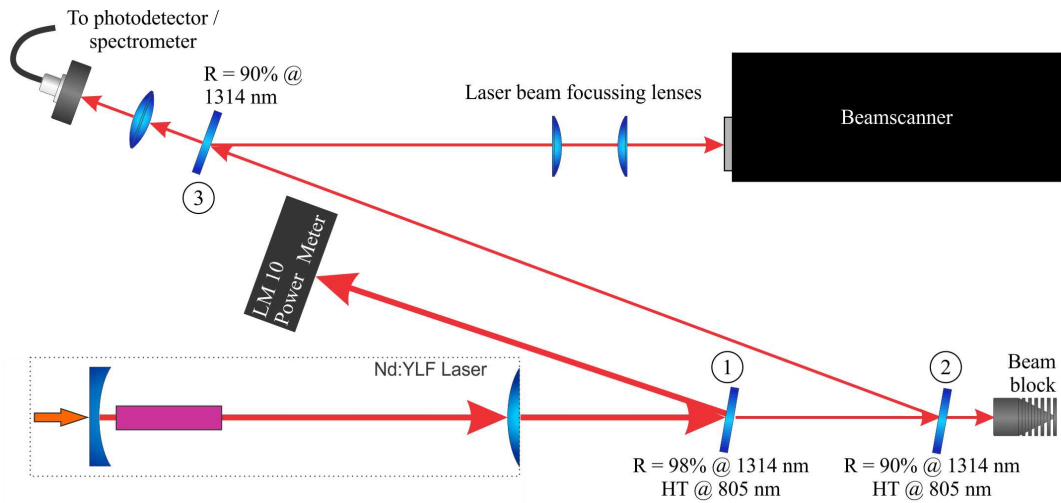 To photodetector /
spectrometer
R = 90% @
1314 nm
Laser beam focussing lenses
Beamscanner
3
LM 10
Power Meter
Nd:YLF Laser
1
2
Beam
block
R = 98% @ 1314 nm
HT @ 805 nm
R = 90% @ 1314 nm
HT @ 805 nm